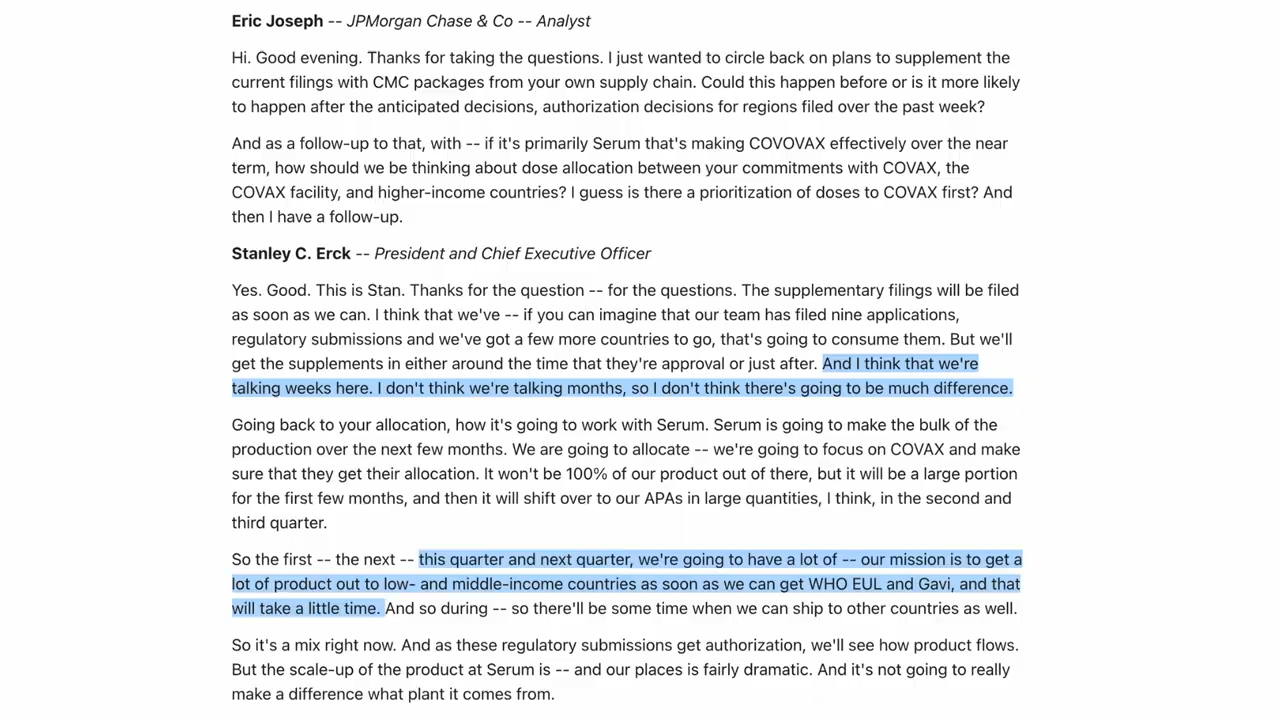 Eric Joseph -- JPMorgan Chase & Co -- Analyst
Hi. Good evening. Thanks for taking the questions. I just wanted to circle back on plans to supplement the
current filings with CMC packages from your own supply chain. Could this happen before or is it more likely
to happen after the anticipated decisions, authorization decisions for regions filed over the past week?
And as a follow-up to that, with -- if it's primarily Serum that's making COVOVAX effectively over the near
term, how should we be thinking about dose allocation between your commitments with COVAX, the
COVAX facility, and higher-income countries? I guess is there a prioritization of doses to COVAX first? And
then I have a follow-up.
Stanley C. Erck -- President and Chief Executive Officer
Yes. Good. This is Stan. Thanks for the question -- for the questions. The supplementary filings will be filed
as soon as we can. I think that we've -- if you can imagine that our team has filed nine applications,
regulatory submissions and we've got a few more countries to go, that's going to consume them. But we'll
get the supplements in either around the time that they're approval or just after. And I think that we're
talking weeks here. I don't think we're talking months, so I don't think there's going to be much difference.
Going back to your allocation, how it's going to work with Serum. Serum is going to make the bulk of the
production over the next few months. We are going to allocate -- we're going to focus on COVAX and make
sure that they get their allocation. It won't be 100% of our product out of there, but it will be a large portion
for the first few months, and then it will shift over to our APAs in large quantities, I think, in the second and
third quarter.
So the first -- the next -- this quarter and next quarter, we're going to have a lot of -- our mission is to get a
lot of product out to low- and middle-income countries as soon as we can get WHO EUL and Gavi, and that
will take a little time. And so during -- so there'll be some time when we can ship to other countries as well.
So it's a mix right now. And as these regulatory submissions get authorization, we'll see how product flows.
But the scale-up of the product at Serum is -- and our places is fairly dramatic. And it's not going to really
make a difference what plant it comes from.